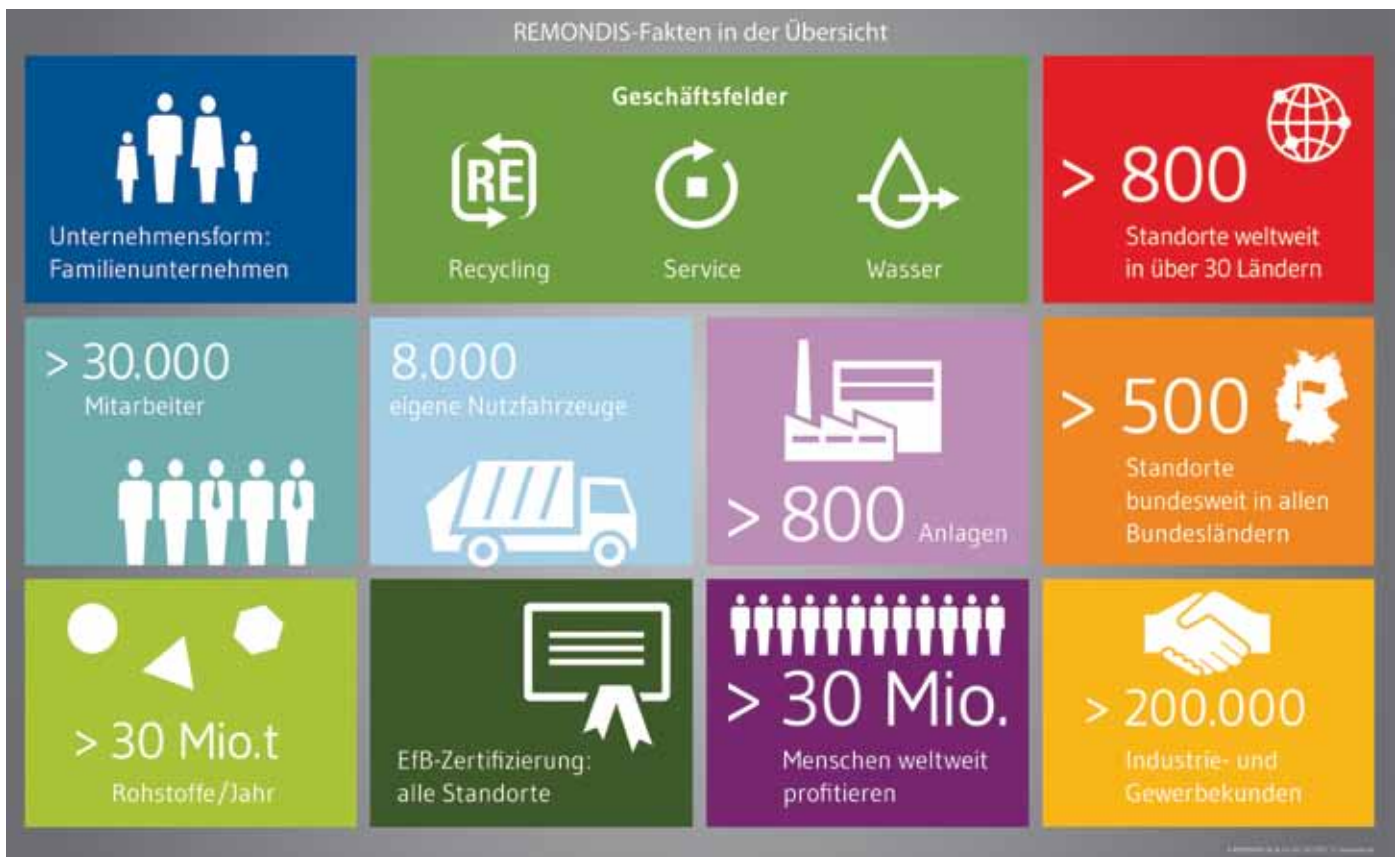 REMONDIS-Fakten in der Übersicht
Unternehmensform:
Familienunternehmen
Geschäftsfelder
RE
Recycling
Service
Wasser
> 800
Standorte weltweit
in über 30 Ländern
> 30.000
Mitarbeiter
8.000
eigene Nutzfahrzeuge
> 800 Anlagen
> 500
Standorte
bundesweit in allen
Bundesländern
> 30 Mio.t
Rohstoffe/Jahr
EfB-Zertifizierung:
alle Standorte
> 30 Mio.
Menschen weltweit
profitieren
> 200.000
Industrie- und
Gewerbekunden